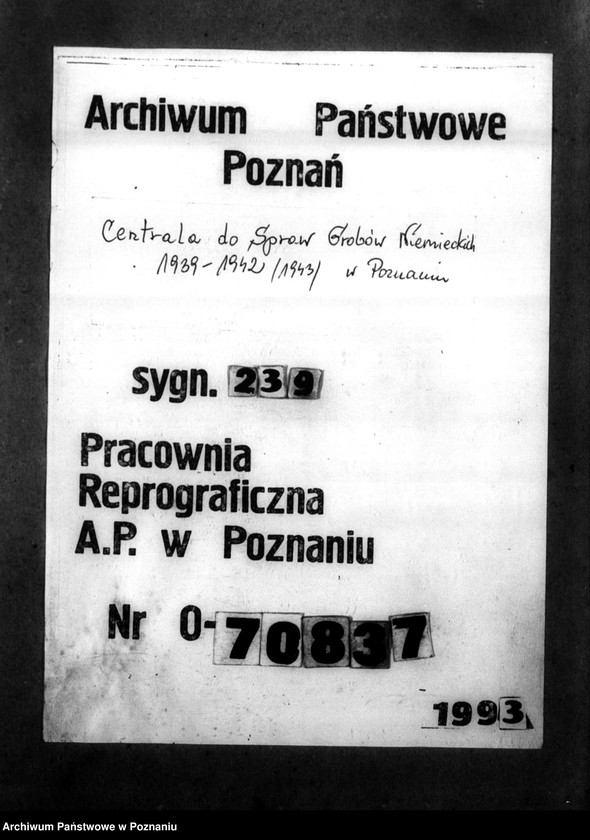 Archiwum Państwowe
Poznań
Centrala do Spraw Grobów Niemieckich
1939-1942 /1943/ w Poznaniu
sygn. 239
Pracownia
Reprograficzna
A.P. w Poznaniu
Nr 0-70837
1993
Archiwum Państwowe w Poznaniu